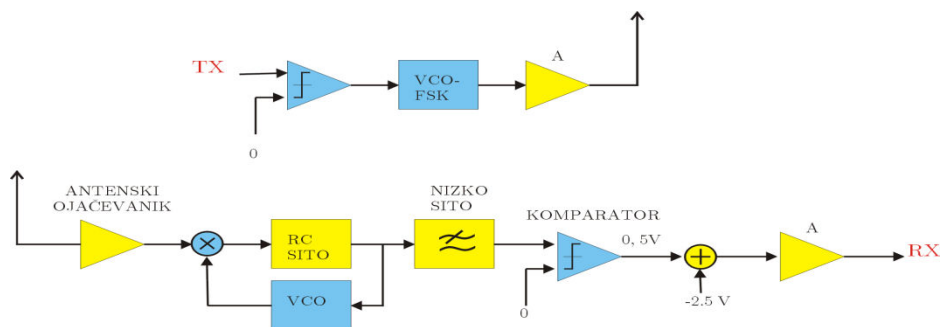 TX
0
VCO-
FSK
A
ANTENSKI
OJAČEVANIK
RC
SITO
VCO
NIZKO
SITO
KOMPARATOR
0
0, 5V
-2.5 V
A
RX